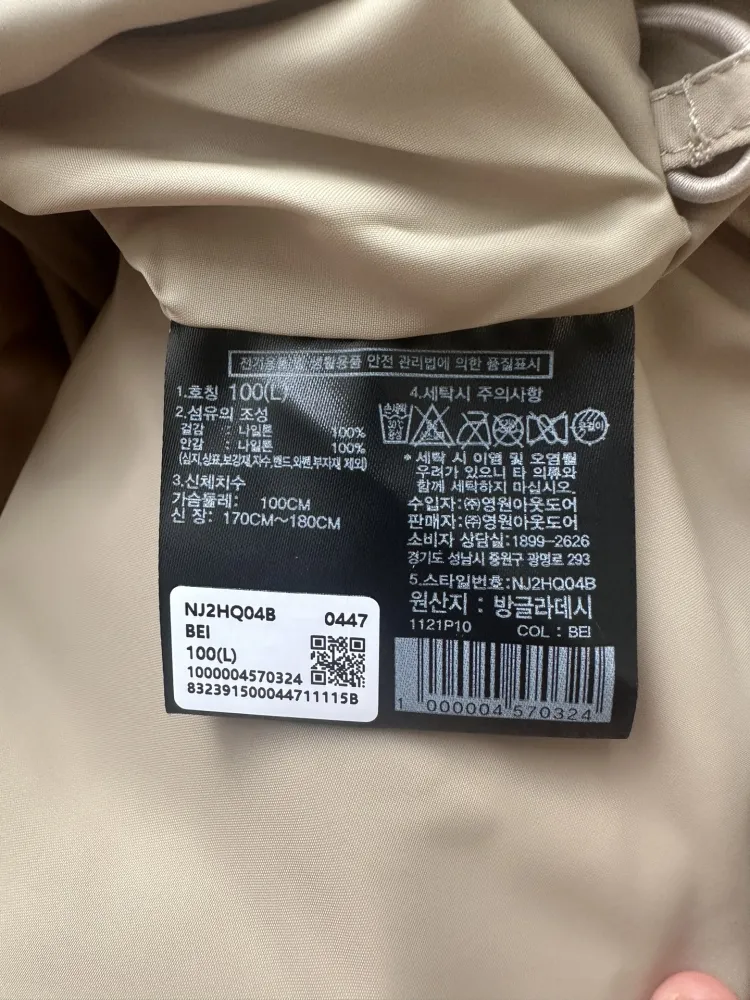 전기용품 및 생활용품 안전 관리법에 의한 품질표시
1.호칭 100(L)
2.섬유의 조성
겉감 : 나일론 100%
안감 : 나일론 100%
(심지,상표,보강재,자수,밴드,와펜,부자재 제외)
3.신체치수
가슴둘레: 100CM
신 장: 170CM~180CM
4.세탁시 주의사항
손세탁
옷걸이
* 세탁 시 이염 및 오염될
우려가 있으니 타 의류와
함께 세탁하지 마십시오.
수입자:㈜영원아웃도어
판매자:㈜영원아웃도어
소비자 상담실:1899-2626
경기도 성남시 중원구 광명로 293
5.스타일번호:NJ2HQ04B
원산지 : 방글라데시
1121P10 COL : BEI
1 000004 570324
NJ2HQ04B 0447
BEI
100(L)
1000004570324
832391500044711115B